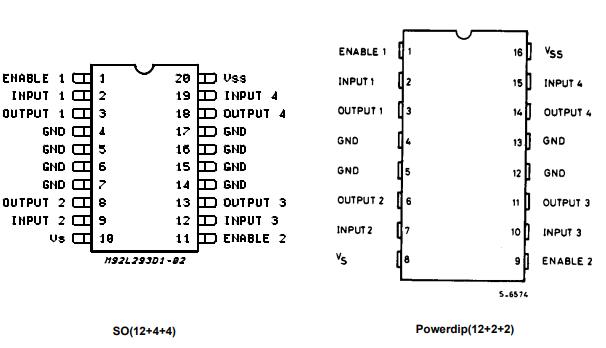 ENABLE 1 1 20 Vss
INPUT 1 2 19 INPUT 4
OUTPUT 1 3 18 OUTPUT 4
GND 4 17 GND
GND 5 16 GND
GND 6 15 GND
GND 7 14 GND
OUTPUT 2 8 13 OUTPUT 3
INPUT 2 9 12 INPUT 3
Vs 10 11 ENABLE 2
M92L293D1-02
SO(12+4+4)
ENABLE 1 1 16 VSS
INPUT 1 2 15 INPUT 4
OUTPUT 1 3 14 OUTPUT 4
GND 4 13 GND
GND 5 12 GND
OUTPUT 2 6 11 OUTPUT 3
INPUT 2 7 10 INPUT 3
VS 8 9 ENABLE 2
S-6574
Powerdip(12+2+2)